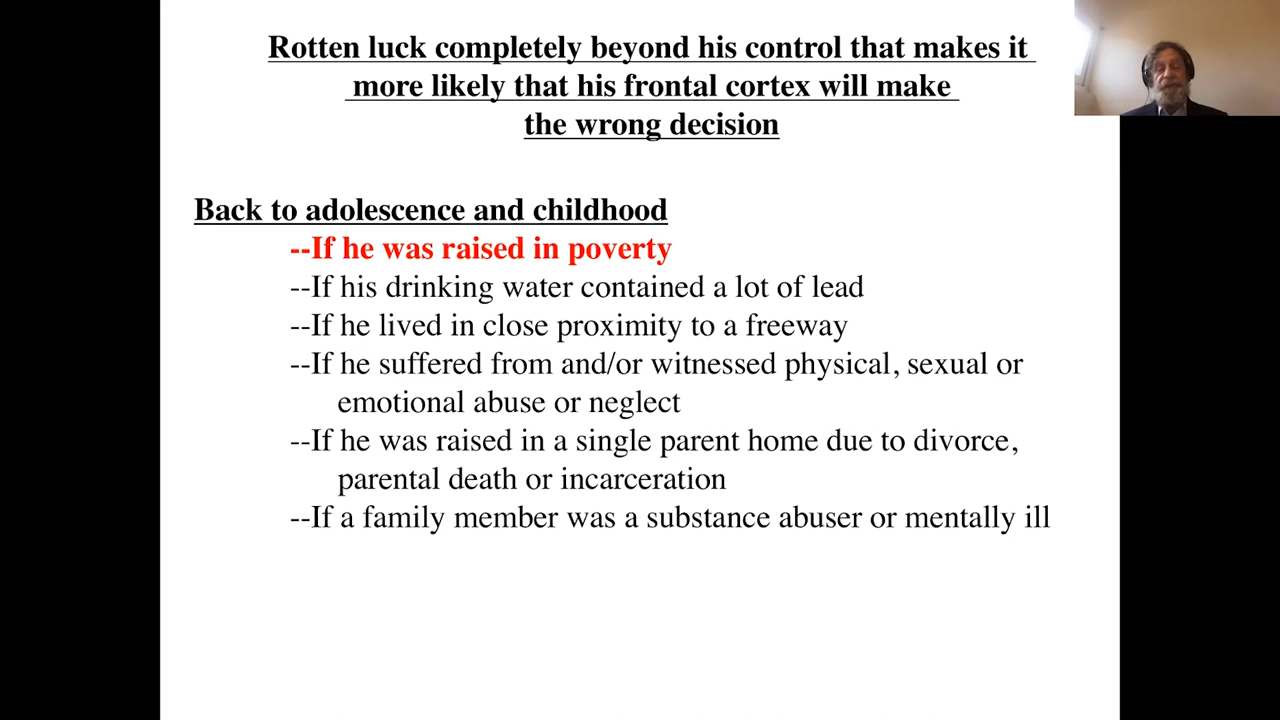 Rotten luck completely beyond his control that makes it
more likely that his frontal cortex will make
the wrong decision
Back to adolescence and childhood
--If he was raised in poverty
--If his drinking water contained a lot of lead
--If he lived in close proximity to a freeway
--If he suffered from and/or witnessed physical, sexual or
emotional abuse or neglect
--If he was raised in a single parent home due to divorce,
parental death or incarceration
--If a family member was a substance abuser or mentally ill